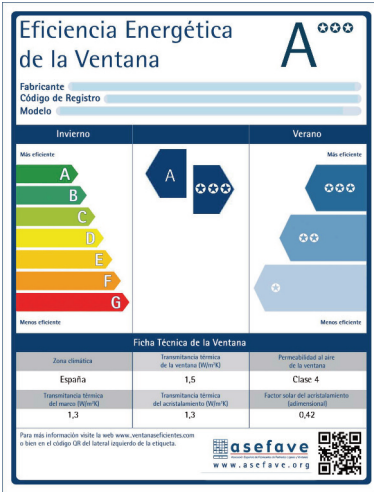 Eficiencia Energética
de la Ventana
A
Fabricante
Código de Registro
Modelo
Invierno
Verano
Más eficiente
Más eficiente
A
B
C
D
E
F
G
A
Menos eficiente
Menos eficiente
Ficha Técnica de la Ventana
Zona climática
Transmitancia térmica
de la ventana (W/m²K)
Permeabilidad al aire
de la ventana
España
1,5
Clase 4
Transmitancia térmica
del marco (W/m²K)
Transmitancia térmica
del acristalamiento (W/m²K)
Factor solar del acristalamiento
(adimensional)
1,3
1,3
0,42
Para más información visite la web www.ventanaseficientes.com
o bien en el código QR del lateral izquierdo de la etiqueta.
asefave
www.asefave.org